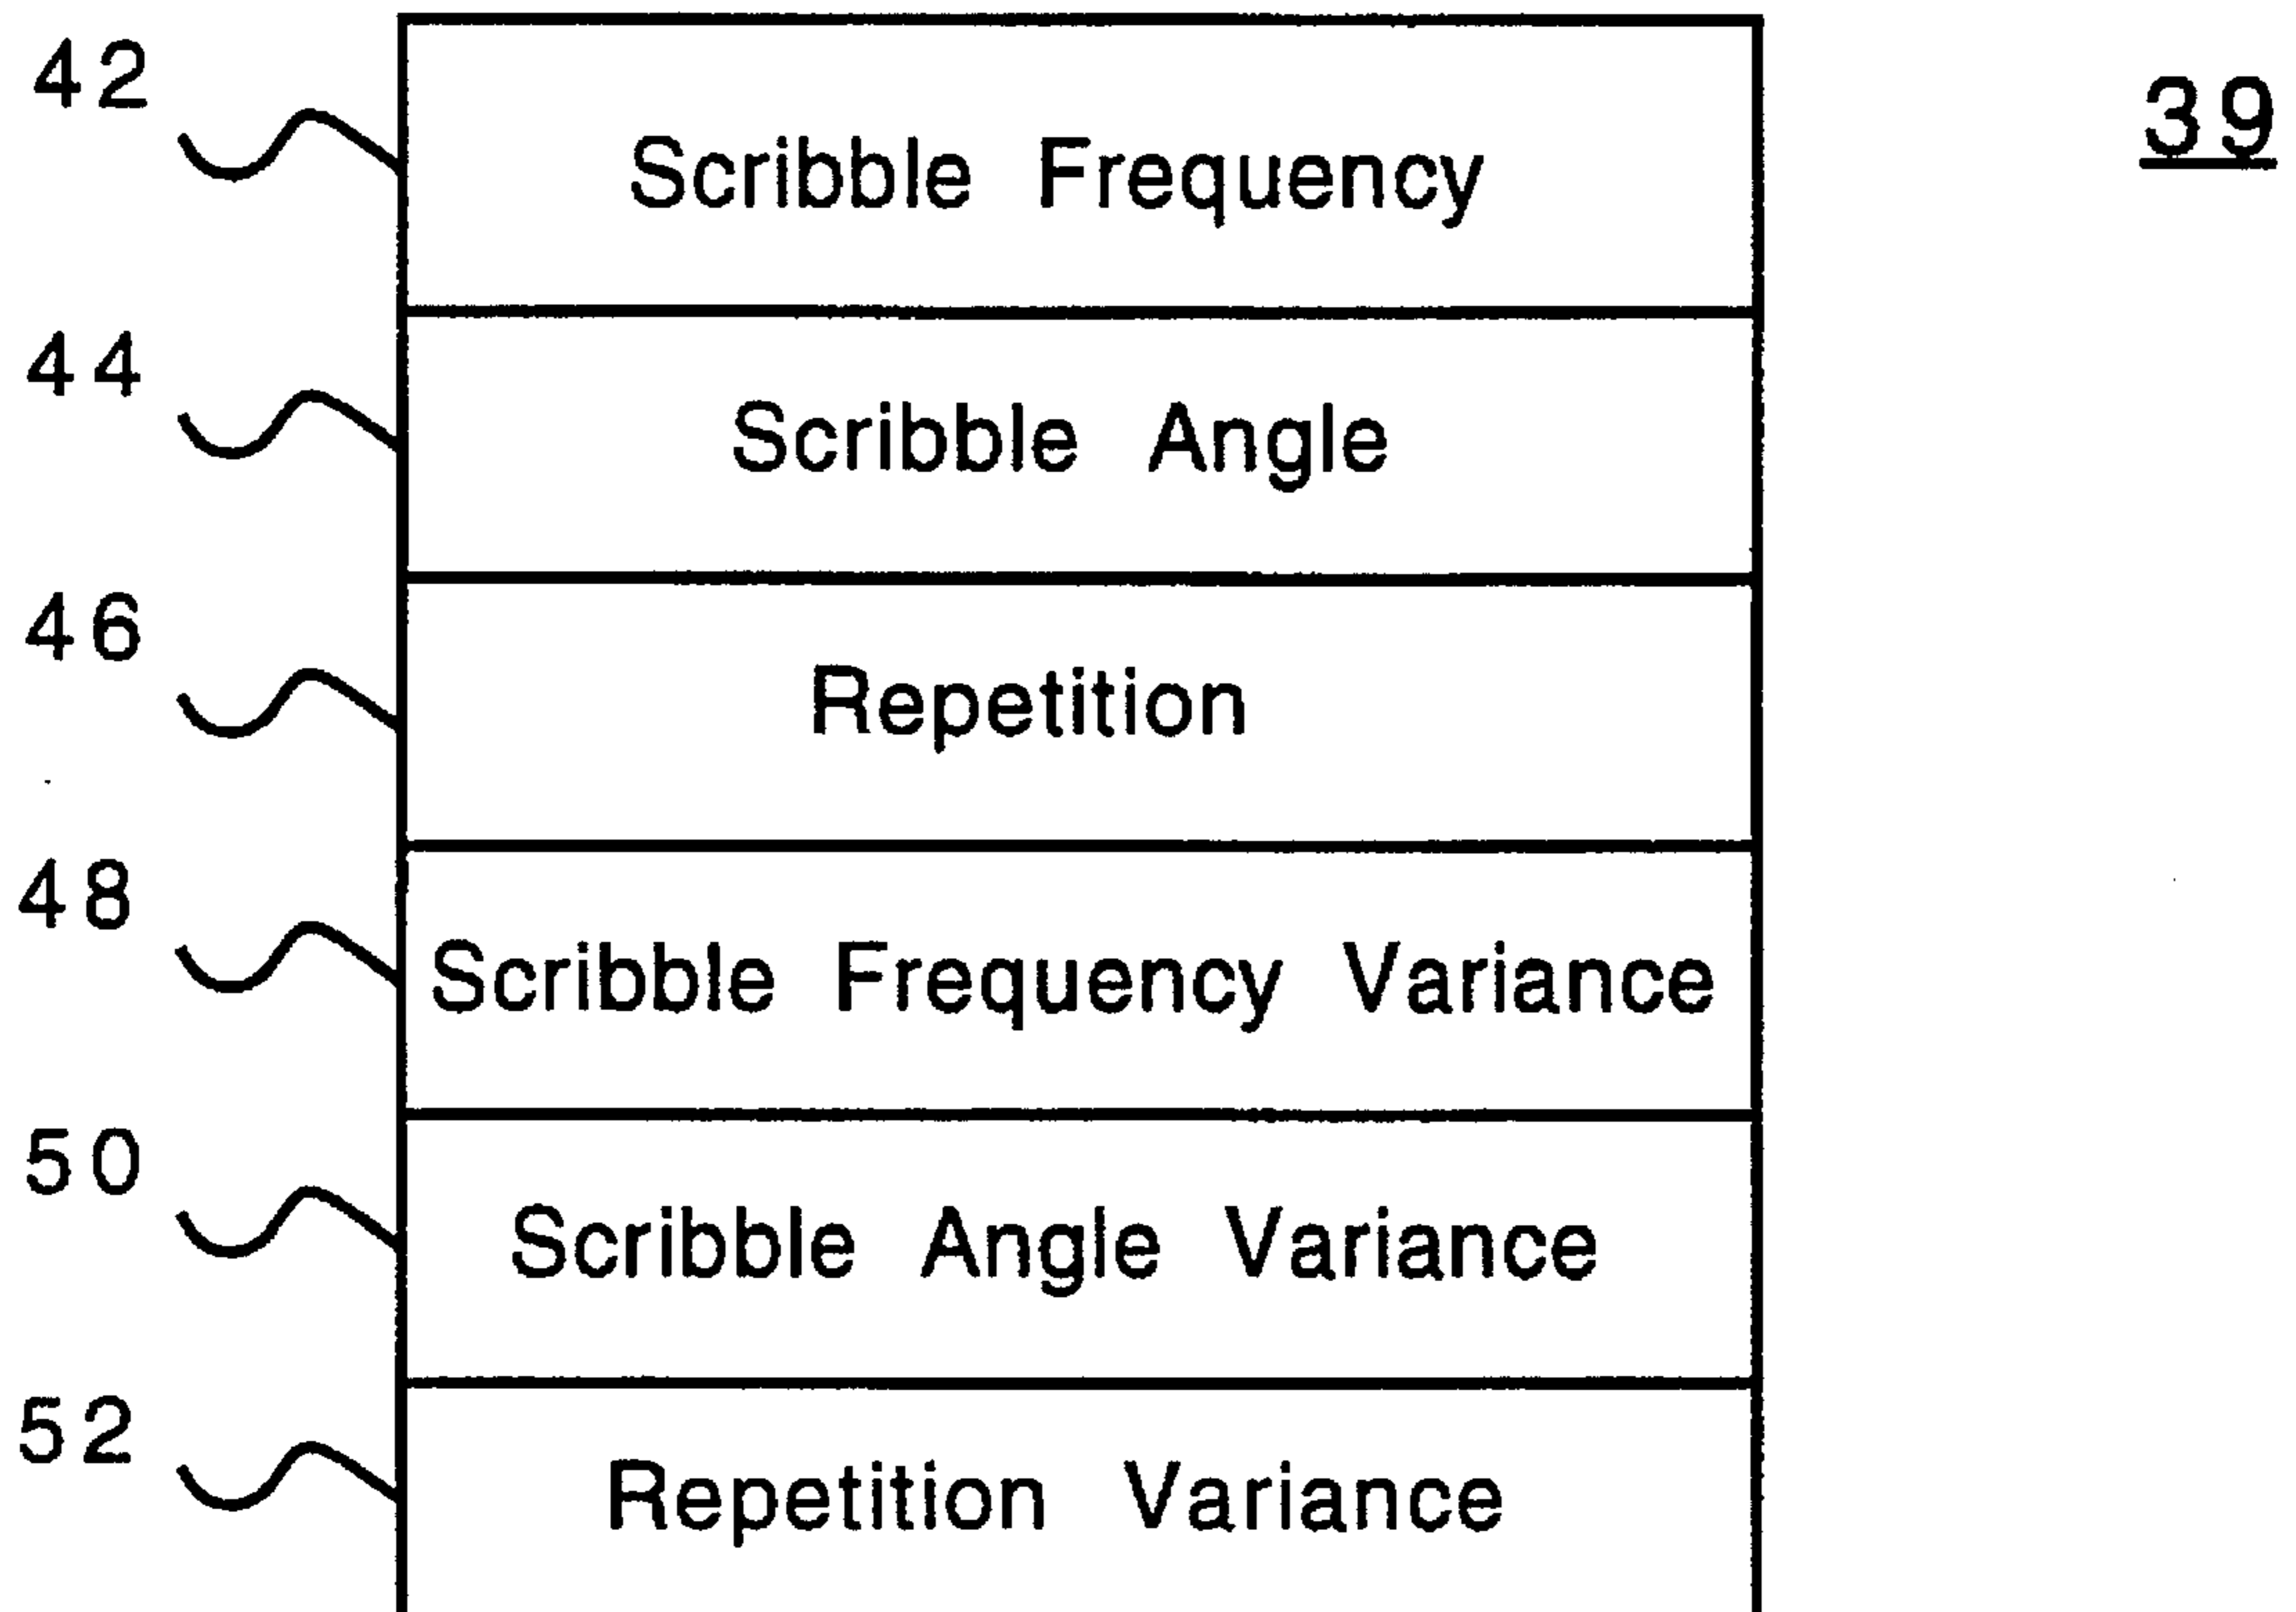 42
Scribble Frequency
39
44
Scribble Angle
46
Repetition
48
Scribble Frequency Variance
50
Scribble Angle Variance
52
Repetition Variance